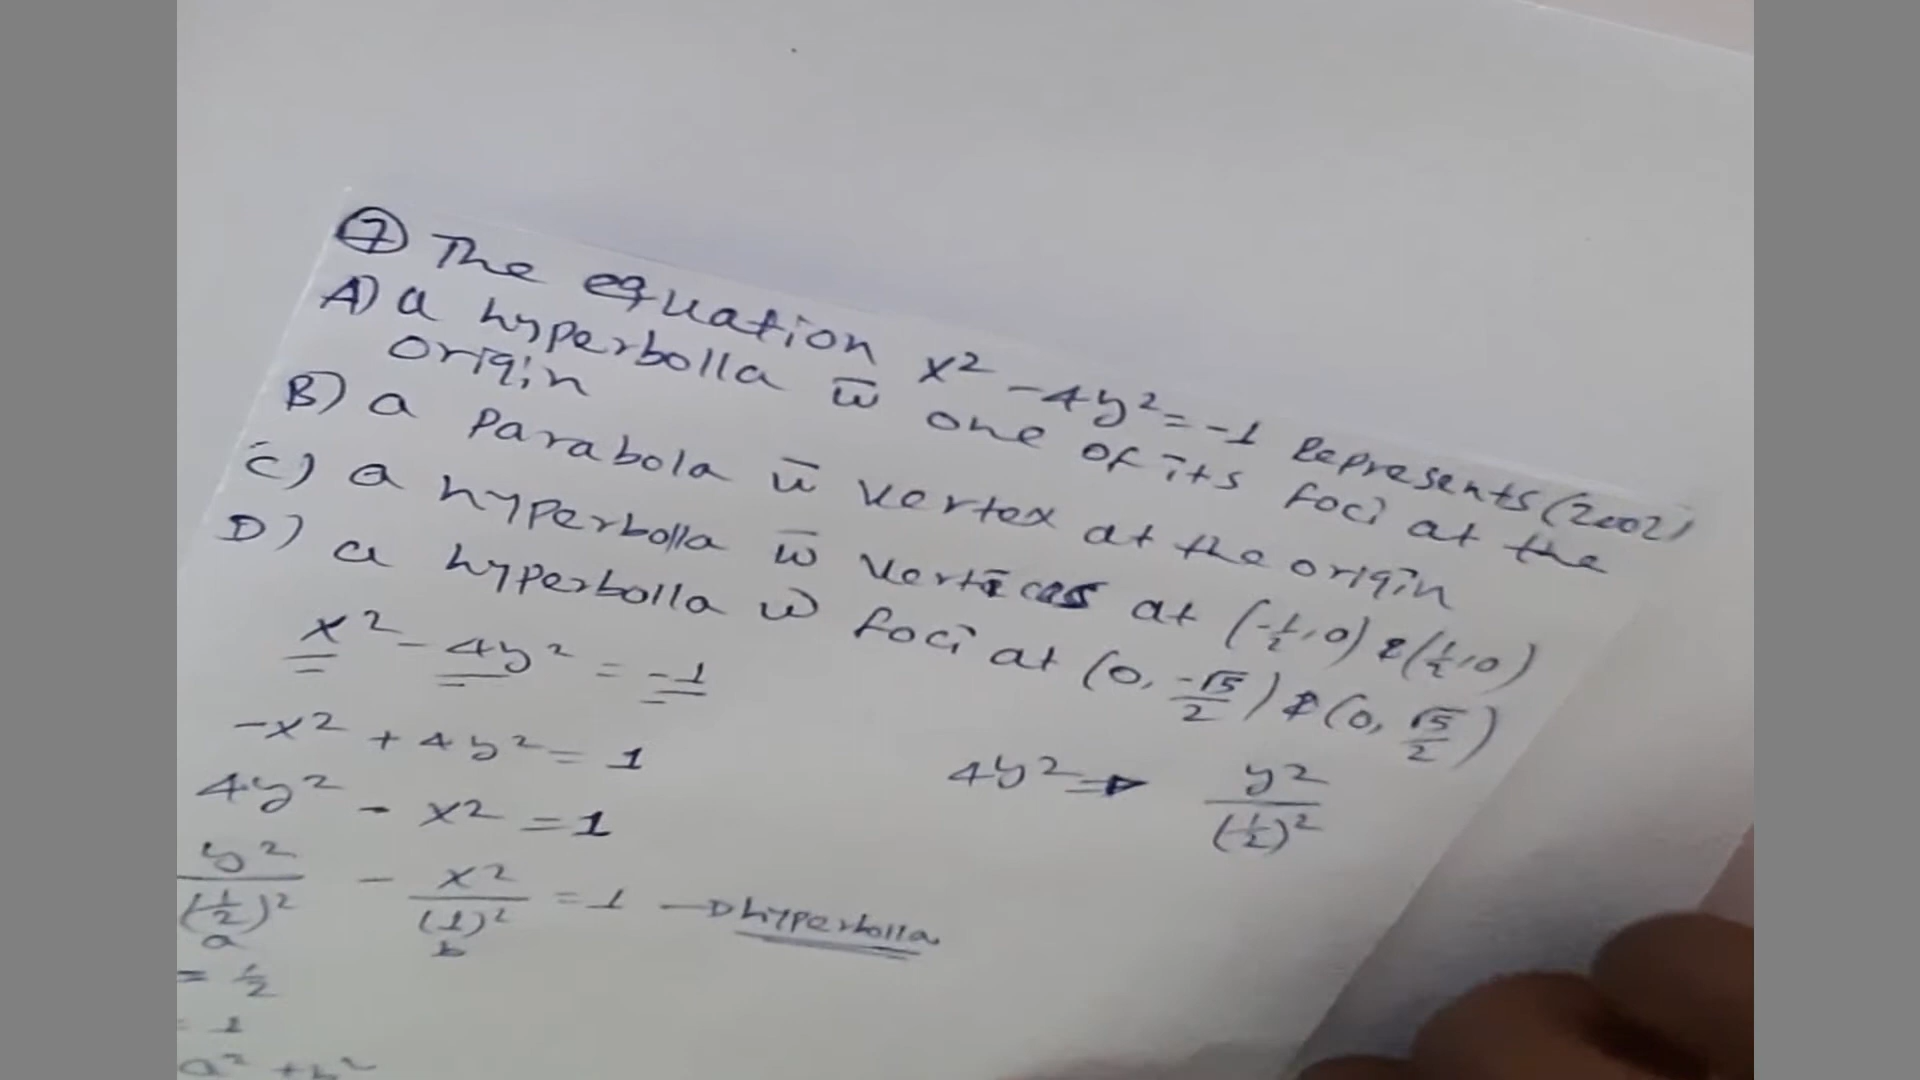 ⑦ The equation x² - 4y² = -1 Represents (2002)
A) a hyperbolla w̄ one of its foci at the
origin
B) a parabola w̄ vertex at the origin
C) a hyperbolla w̄ vertices at (-1/2, 0) & (1/2, 0)
D) a hyperbolla w̄ foci at (0, -√5/2) & (0, √5/2)
x² - 4y² = -1
-x² + 4y² = 1
4y² → y²/(1/2)²
4y² - x² = 1
y²/(1/2)² - x²/(1)² = 1 → hyperbolla
a b
= 1/2
= 1
a² + b²